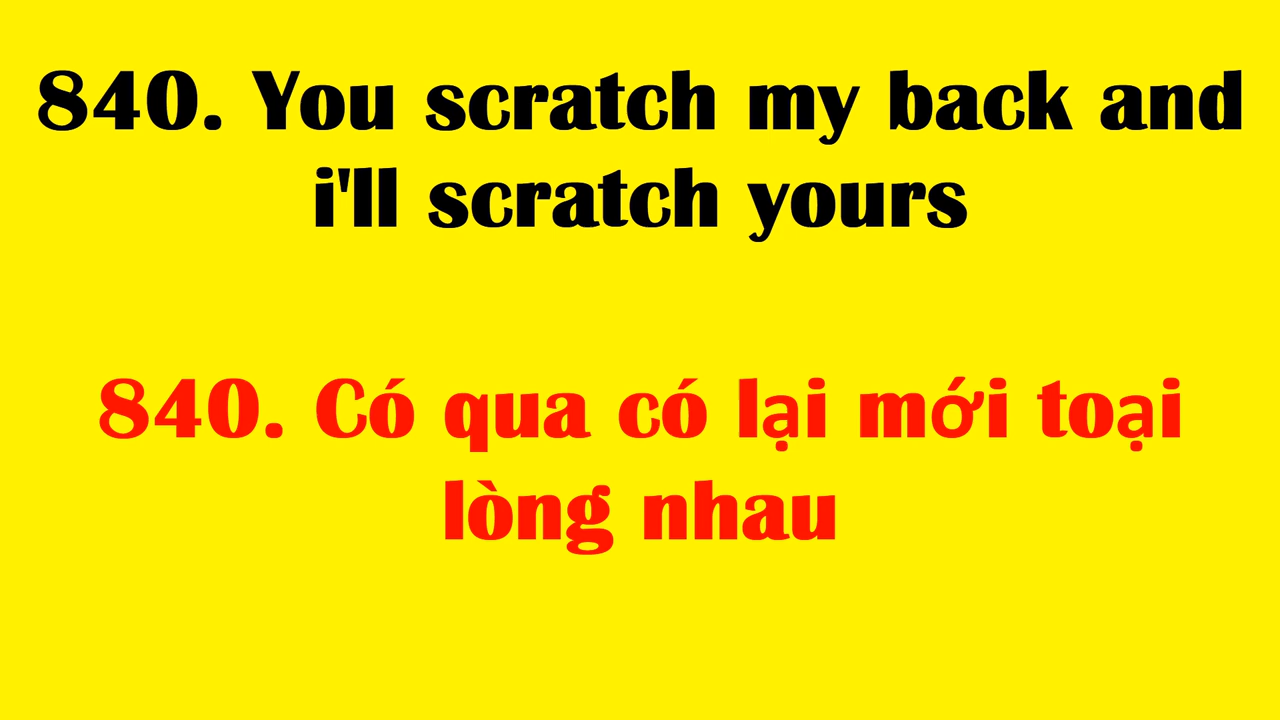 840. You scratch my back and
i'll scratch yours
840. Có qua có lại mới toại
lòng nhau